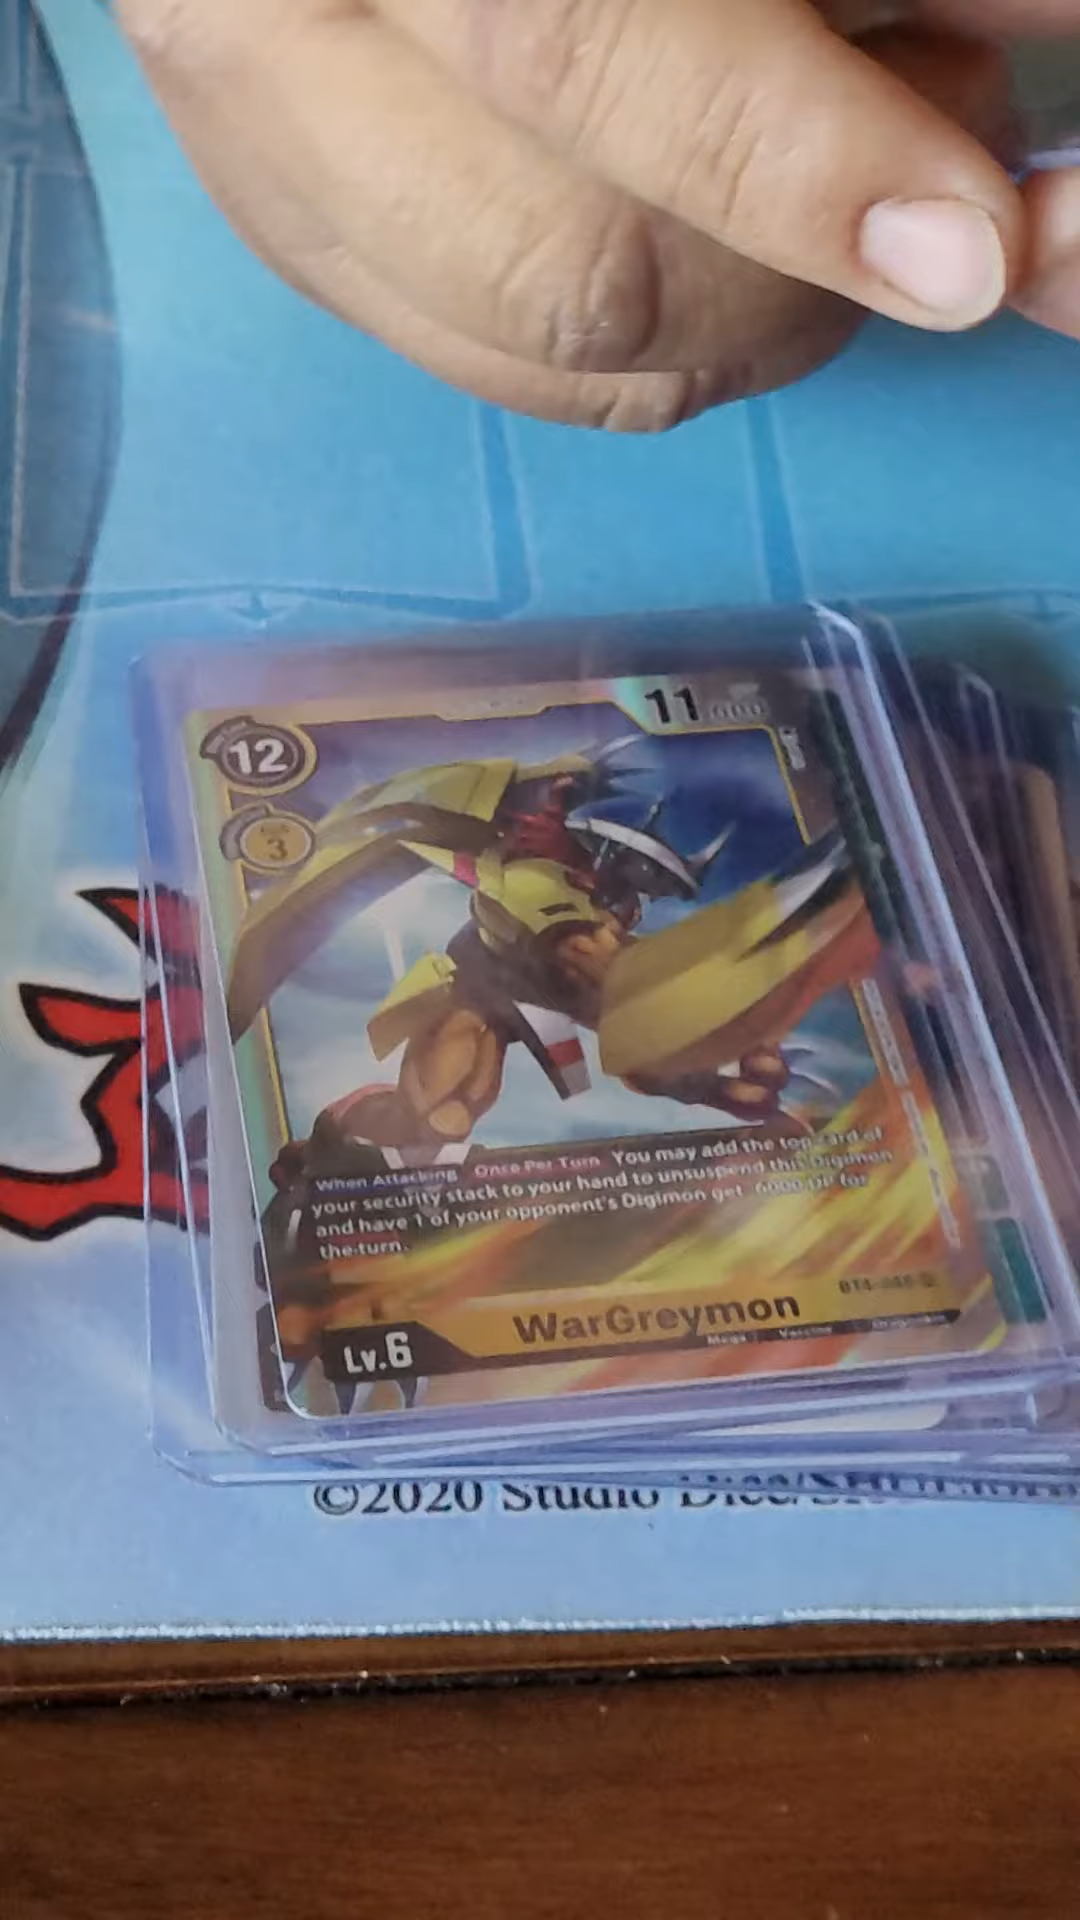 11000
12
3
When Attacking Once Per Turn You may add the top card of
your security stack to your hand to unsuspend this Digimon
and have 1 of your opponent's Digimon get -6000 DP for
the turn.
WarGreymon
Lv.6
Mega Vaccine Dragonkin
©2020 Studio Dice/